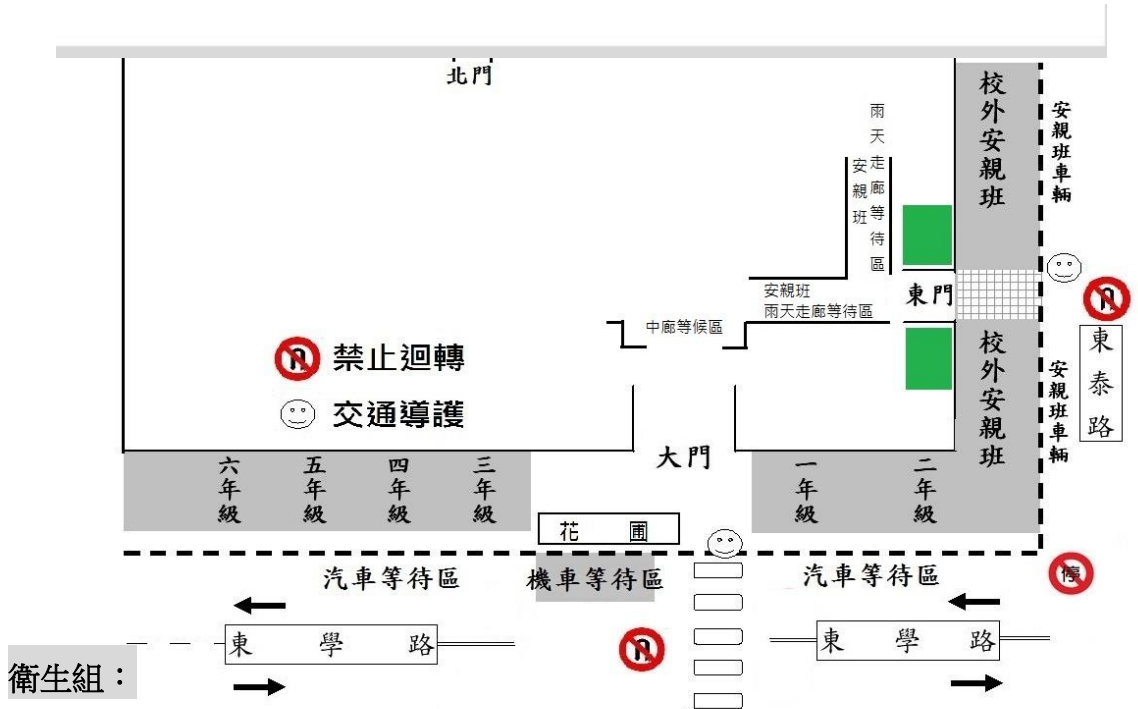 北門
校外安親班
安親班車輛
雨天走廊等待區
安親班
東門
安親班
雨天走廊等待區
中廊等候區
禁止迴轉
交通導護
大門
校外安親班
安親班車輛
東泰路
六年級
五年級
四年級
三年級
一年級
二年級
花圃
汽車等待區
機車等待區
汽車等待區
停
東學路
東學路
衛生組：